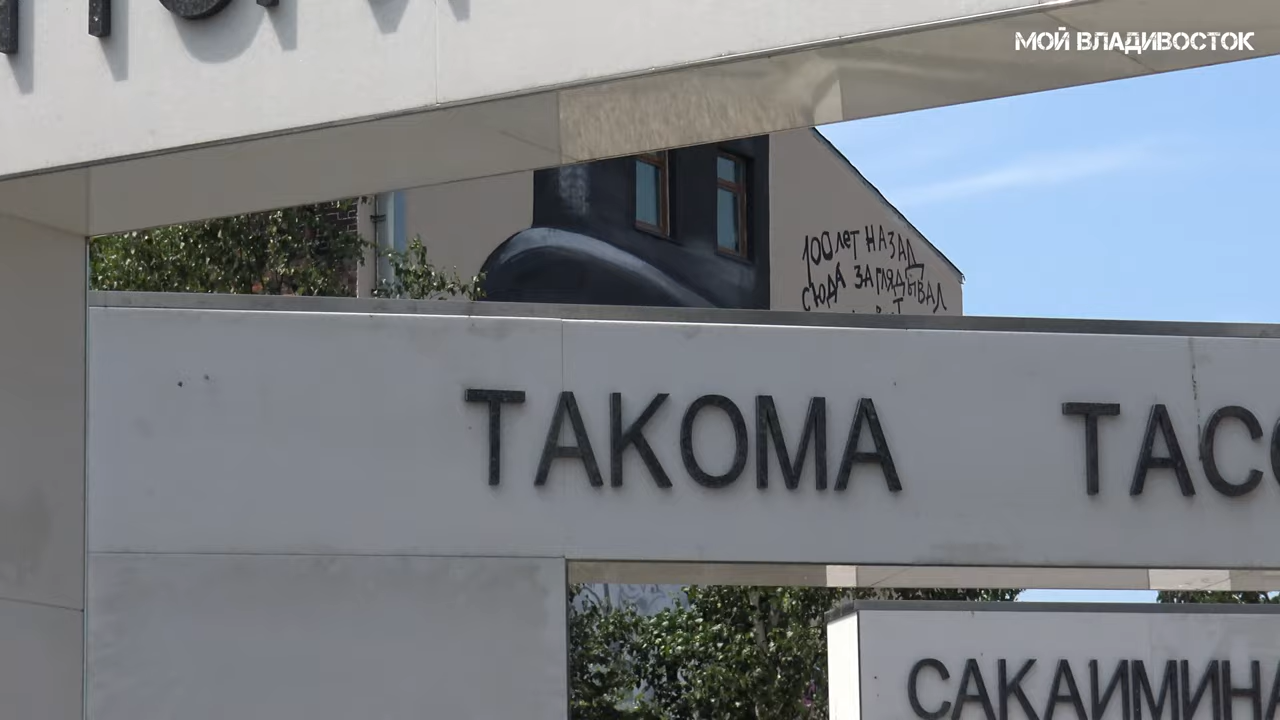 МОЙ ВЛАДИВОСТОК
100 лет НАЗАД
СЮДА ЗАГЛЯДЫВАЛ
ТАКОМА TACO
САКАИМИНА